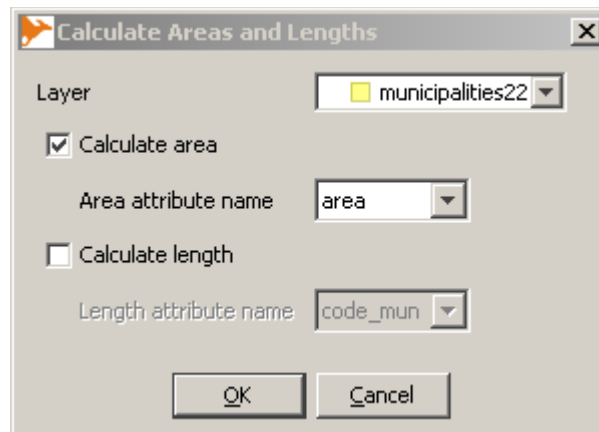 Calculate Areas and Lengths
Layer municipalities22
Calculate area
Area attribute name area
Calculate length
Length attribute name code_mun
OK Cancel